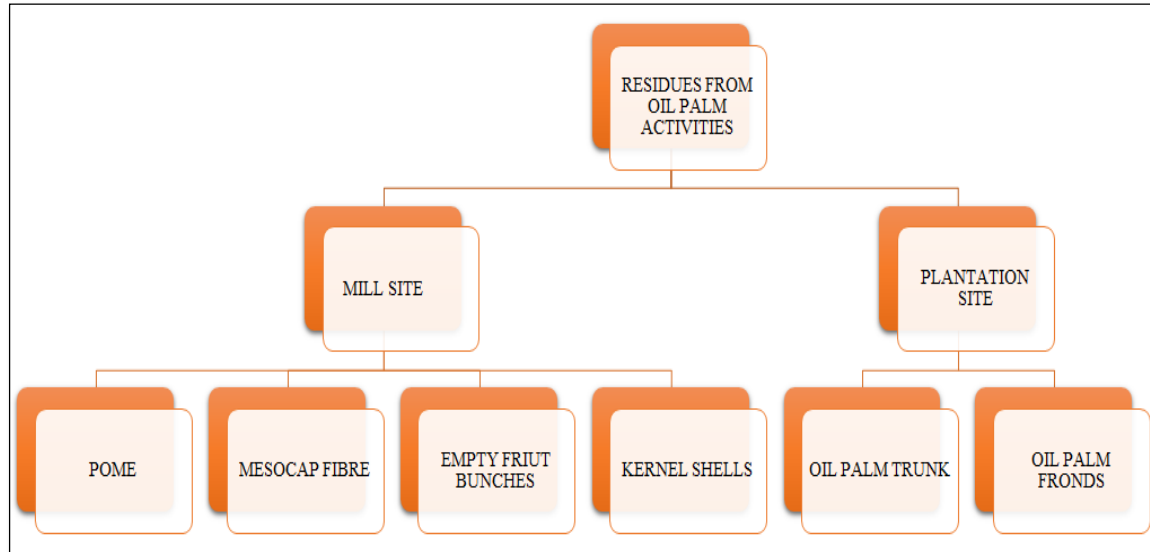 RESIDUES FROM
OIL PALM
ACTIVITIES
MILL SITE
PLANTATION
SITE
POME
MESOCAP FIBRE
EMPTY FRIUT
BUNCHES
KERNEL SHELLS
OIL PALM TRUNK
OIL PALM
FRONDS